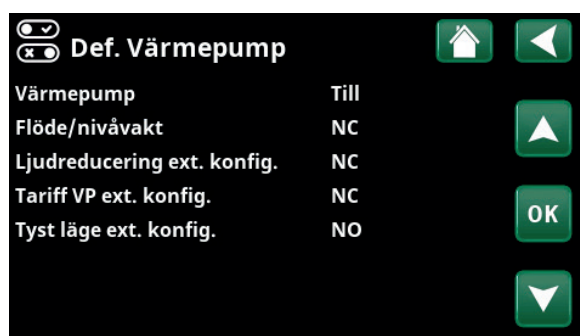 Def. Värmepump
Värmepump Till
Flöde/nivåvakt NC
Ljudreducering ext. konfig. NC
Tariff VP ext. konfig. NC
Tyst läge ext. konfig. NO
OK